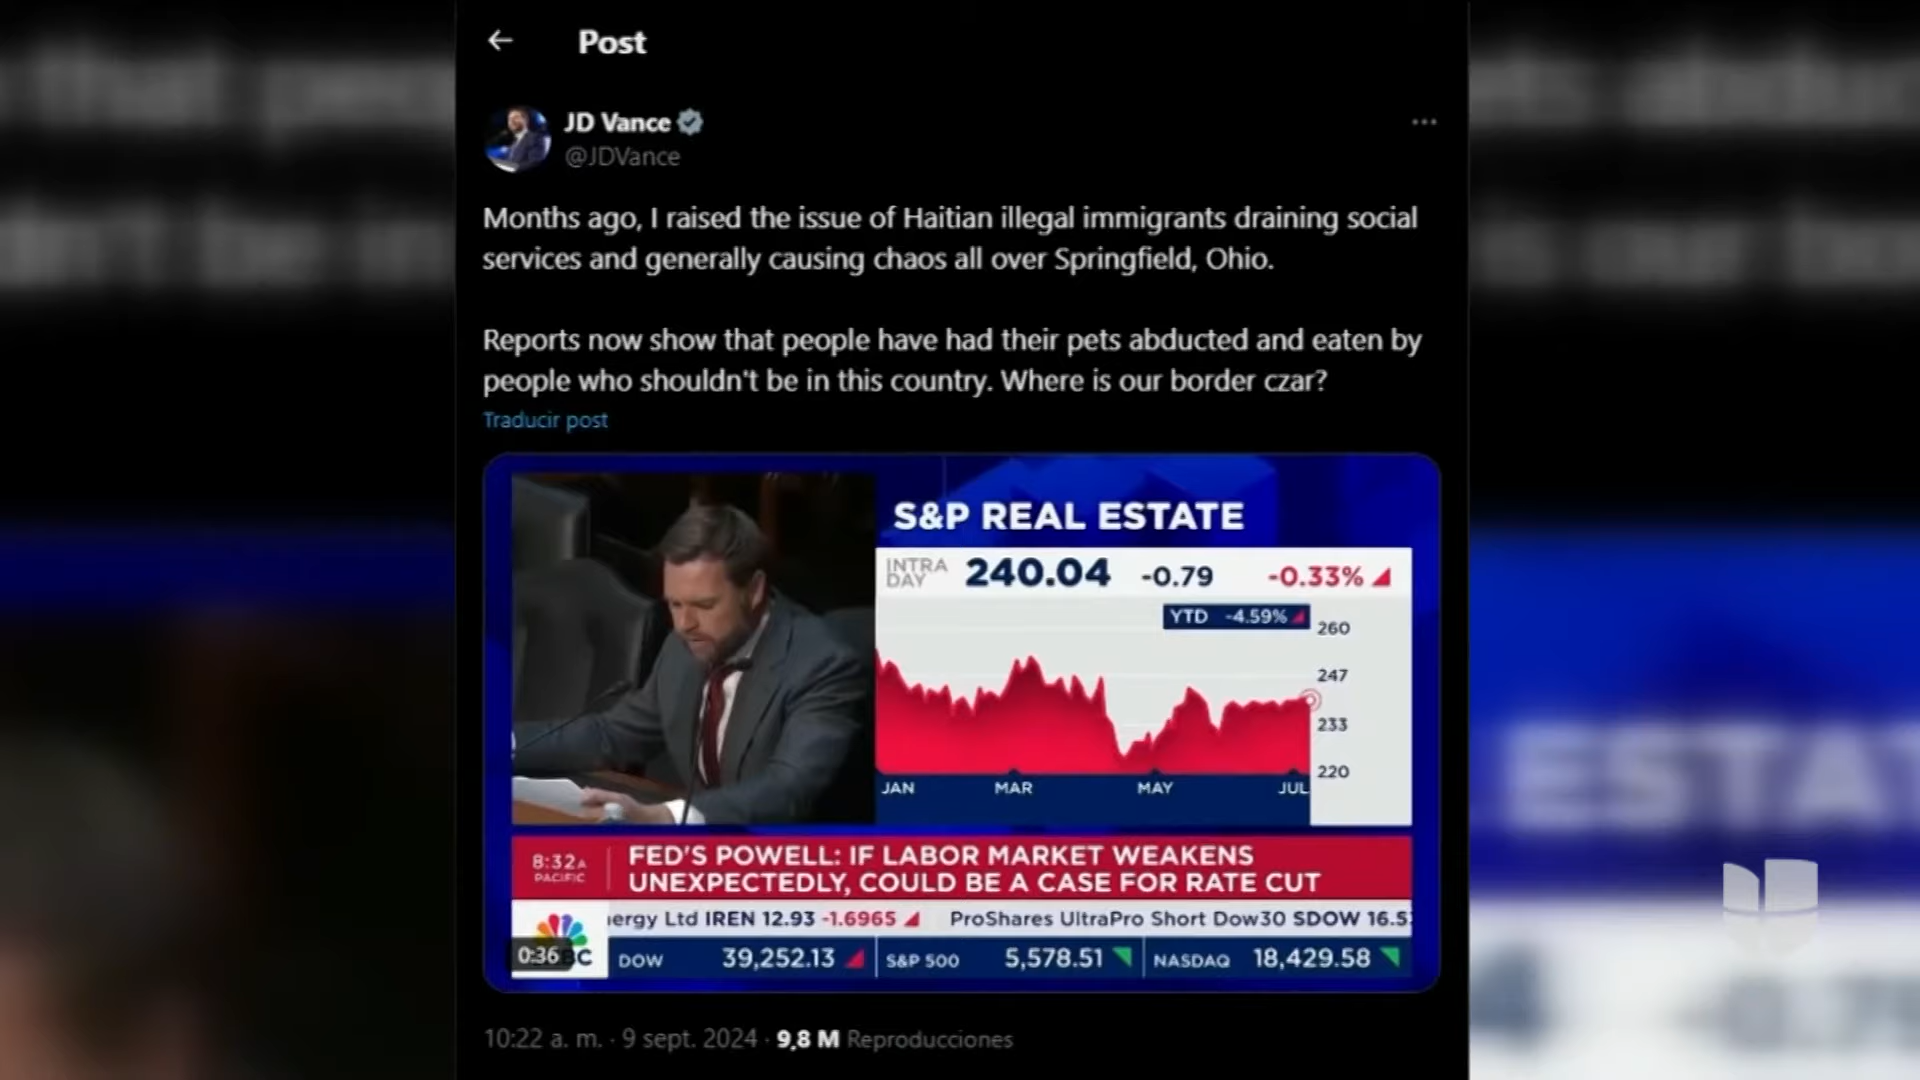 Post
JD Vance
@JDVance
Months ago, I raised the issue of Haitian illegal immigrants draining social
services and generally causing chaos all over Springfield, Ohio.
Reports now show that people have had their pets abducted and eaten by
people who shouldn't be in this country. Where is our border czar?
Traducir post
S&P REAL ESTATE
INTRA
DAY
240.04 -0.79 -0.33%
YTD -4.59%
260
247
233
220
JAN MAR MAY JUL
8:32A
PACIFIC
FED'S POWELL: IF LABOR MARKET WEAKENS
UNEXPECTEDLY, COULD BE A CASE FOR RATE CUT
ergy Ltd IREN 12.93 -1.6965 ProShares UltraPro Short Dow30 SDOW 16.5
0:36 BC
DOW 39,252.13 S&P 500 5,578.51 NASDAQ 18,429.58
10:22 a. m. · 9 sept. 2024 · 9,8 M Reproducciones